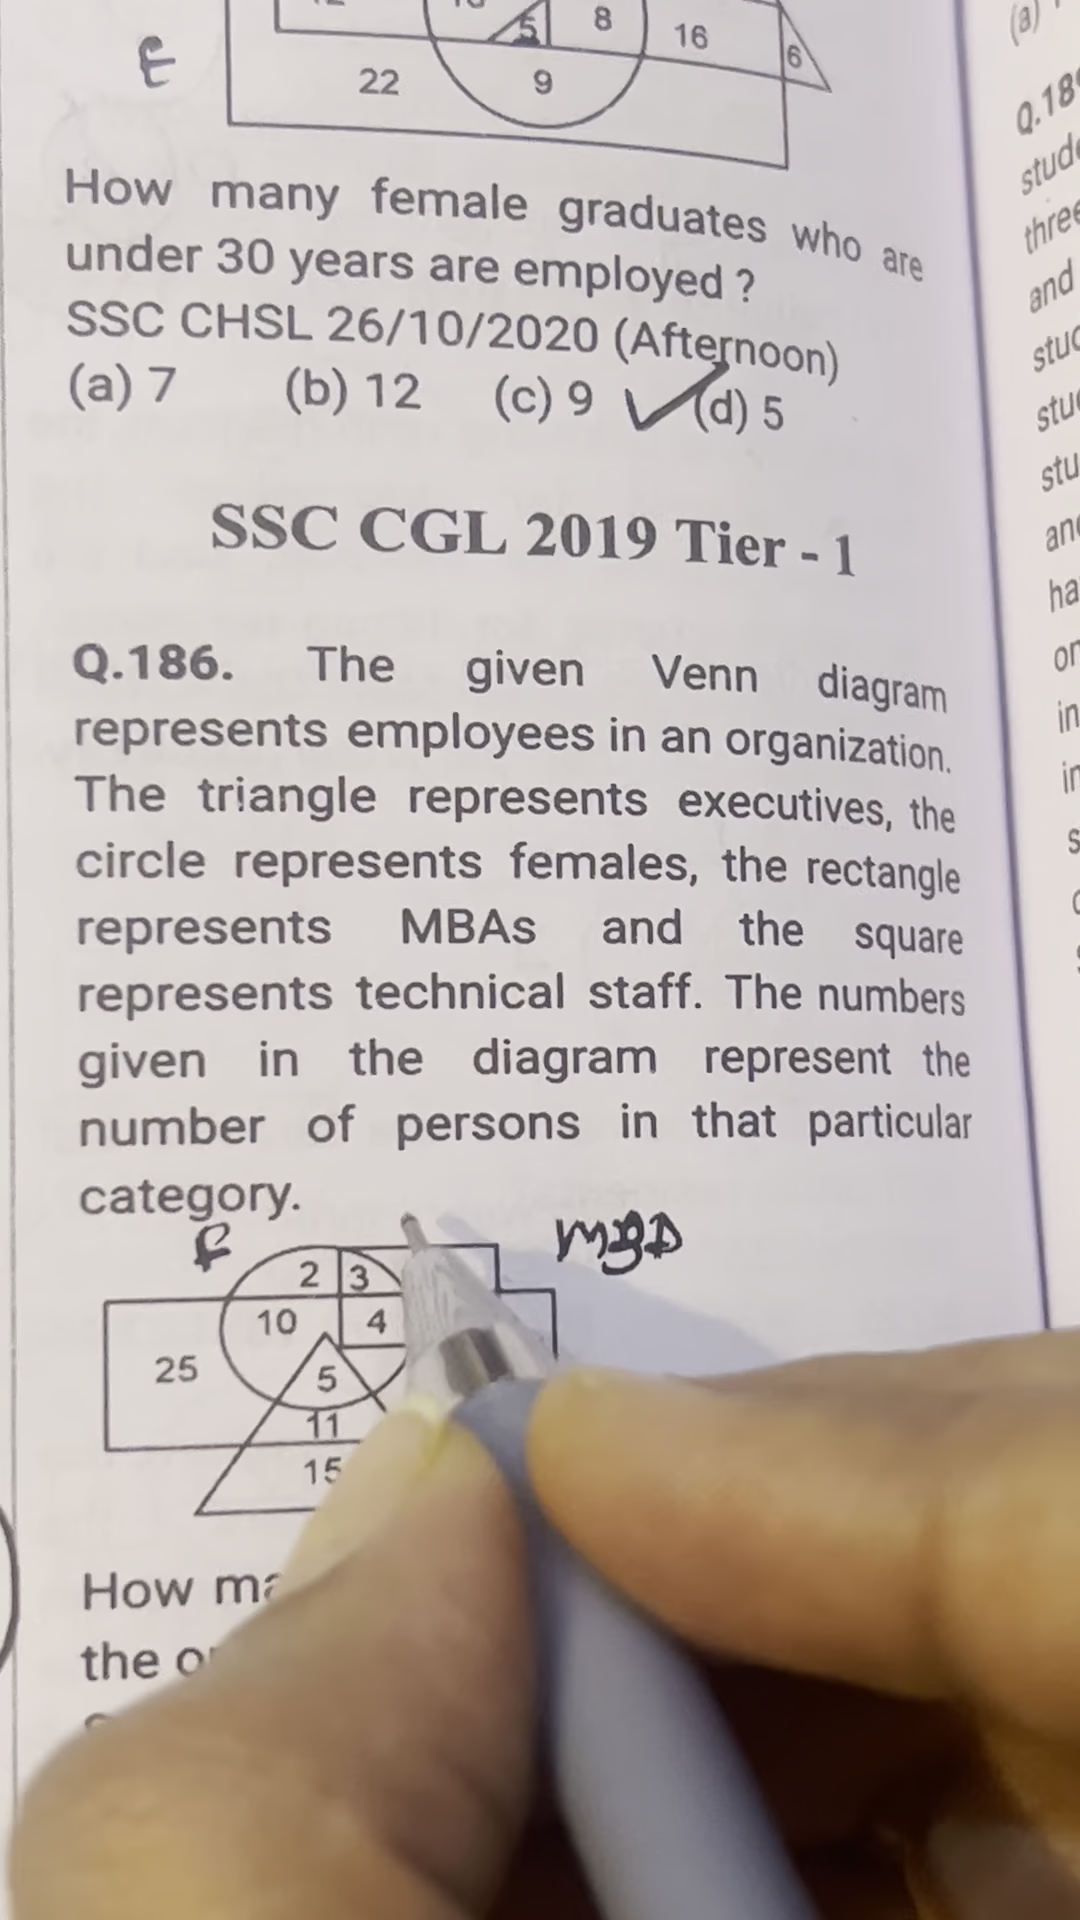 5 8 16 6
E
22 9
How many female graduates who are
under 30 years are employed ?
SSC CHSL 26/10/2020 (Afternoon)
(a) 7 (b) 12 (c) 9 (d) 5
SSC CGL 2019 Tier - 1
Q.186. The given Venn diagram
represents employees in an organization.
The triangle represents executives, the
circle represents females, the rectangle
represents MBAs and the square
represents technical staff. The numbers
given in the diagram represent the
number of persons in that particular
category.
F MBA
2 3
10 4
25
5
11
15
How
the
(a)
Q.18
three
and